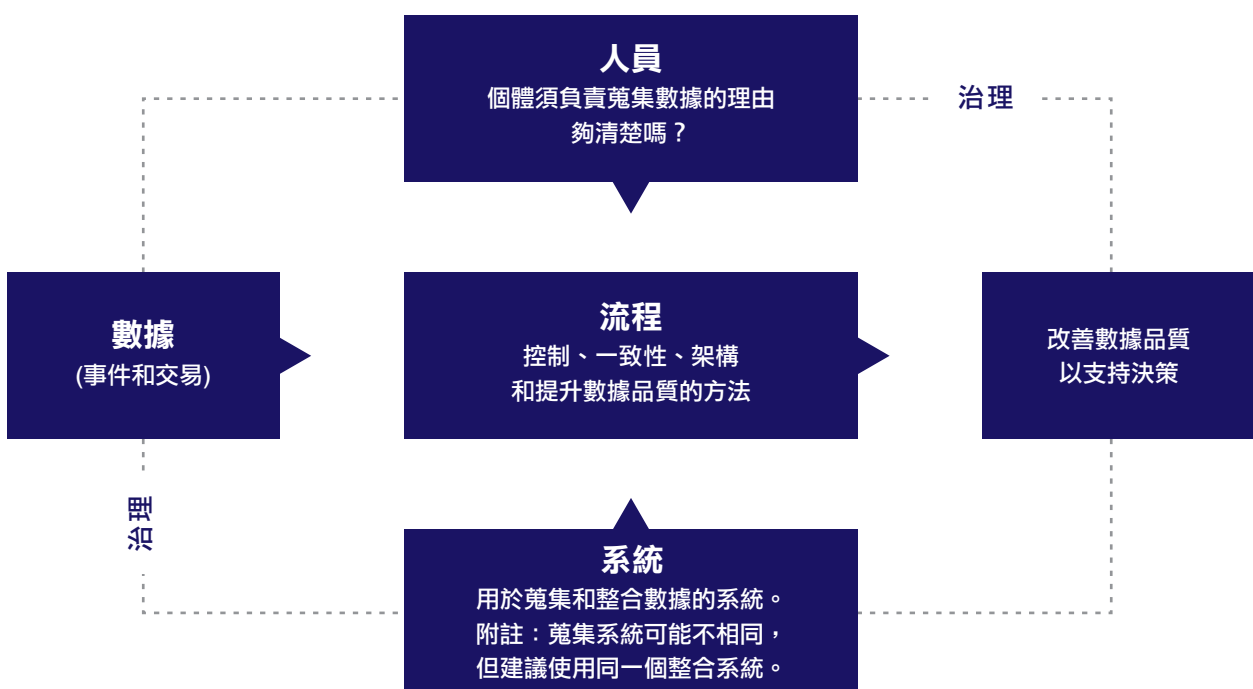 人員
個體須負責蒐集數據的理由
夠清楚嗎？
治理
數據
(事件和交易)
流程
控制、一致性、架構
和提升數據品質的方法
改善數據品質
以支持決策
治理
系統
用於蒐集和整合數據的系統。
附註：蒐集系統可能不相同，
但建議使用同一個整合系統。